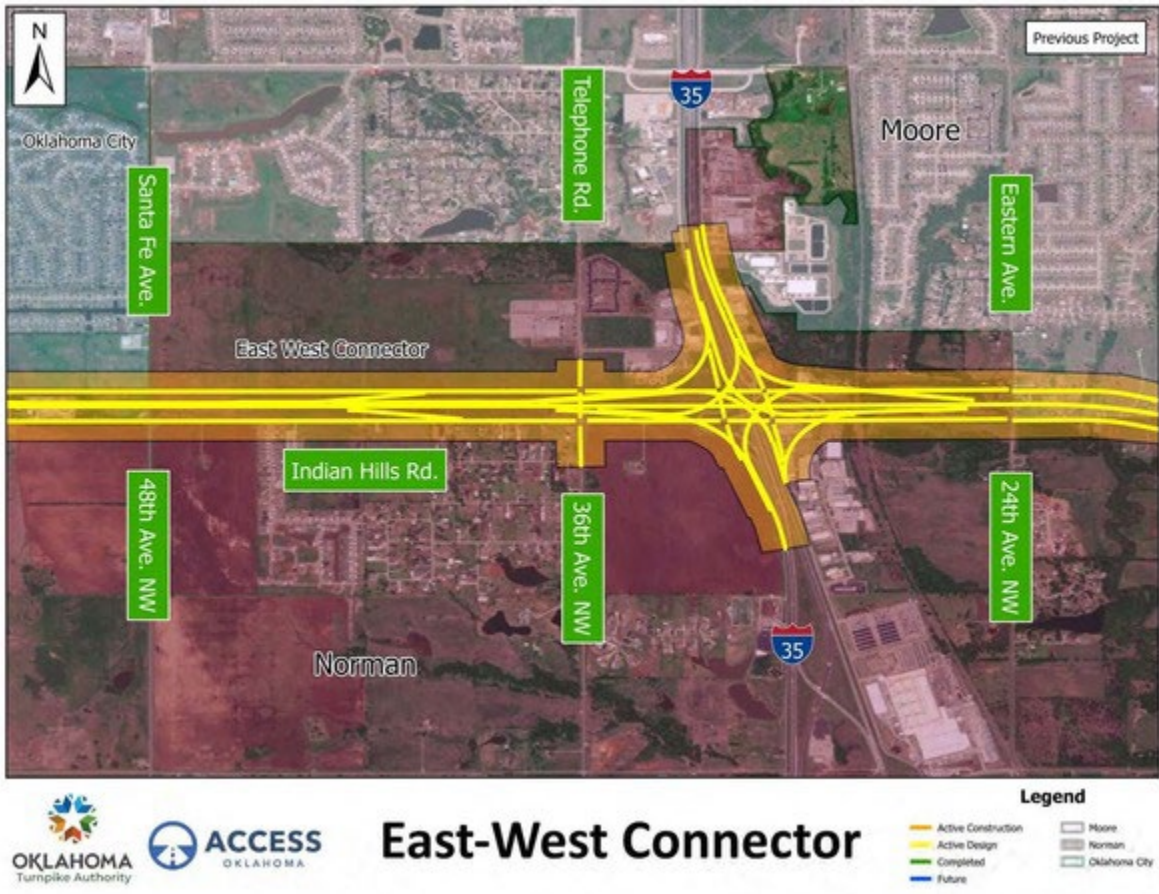 N
Previous Project
35
Telephone Rd.
Moore
Oklahoma City
Santa Fe Ave.
Eastern Ave.
East West Connector
Indian Hills Rd.
48th Ave. NW
36th Ave. NW
24th Ave. NW
35
Norman
OKLAHOMA
Turnpike Authority
ACCESS
OKLAHOMA
East-West Connector
Legend
Active Construction
Active Design
Completed
Future
Moore
Norman
Oklahoma City